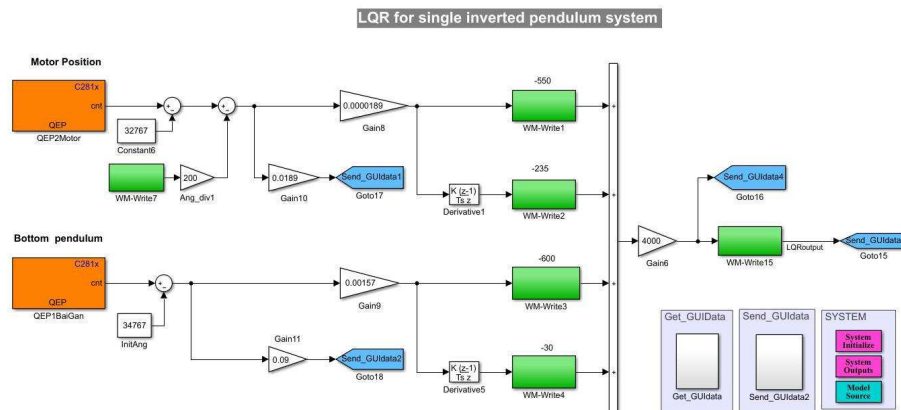 LQR for single inverted pendulum system
Motor Position
C281x
cnt
QEP
QEP2Motor
32767
Constant6
WM-Write7
200
Ang_div1
0.0000189
Gain8
0.0189
Gain10
Send_GUIdata1
Goto17
-550
WM-Write1
K (z-1)
Ts z
Derivative1
-235
WM-Write2
Bottom pendulum
C281x
cnt
QEP
QEP1BaiGan
34767
InitAng
0.00157
Gain9
Gain11
0.09
Send_GUIdata2
Goto18
-600
WM-Write3
K (z-1)
Ts z
Derivative5
-30
WM-Write4
4000
Gain6
Send_GUIdata4
Goto16
WM-Write15
LQRoutput
Send_GUIdata
Goto15
Get_GUIData
Get_GUIdata
Send_GUIdata
Send_GUIdata2
SYSTEM
System
Initialize
System
Outputs
Model
Source